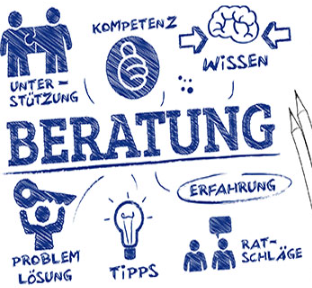 KOMPETENZ
WISSEN
UNTER-
STÜTZUNG
BERATUNG
ERFAHRUNG
PROBLEM
LÖSUNG
TIPPS
RAT-
SCHLÄGE